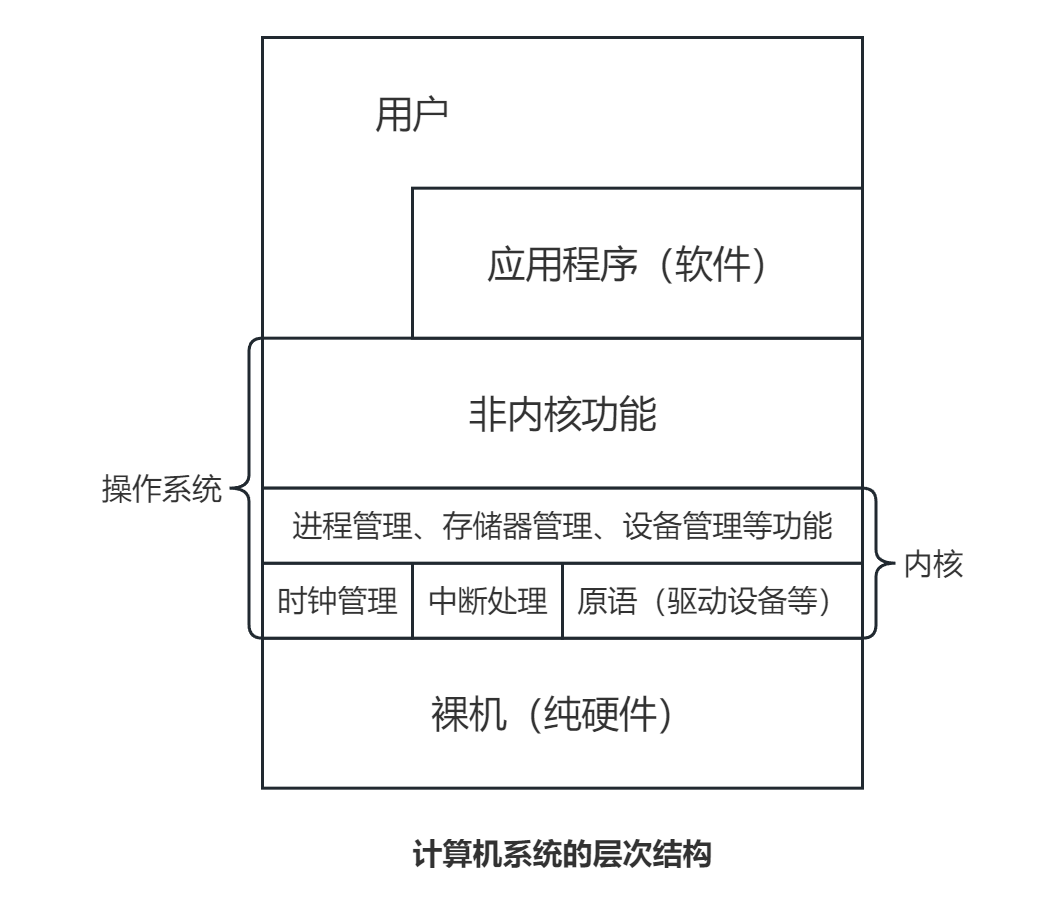 用户
应用程序（软件）
非内核功能
操作系统
进程管理、存储器管理、设备管理等功能
内核
时钟管理
中断处理
原语（驱动设备等）
裸机（纯硬件）
计算机系统的层次结构